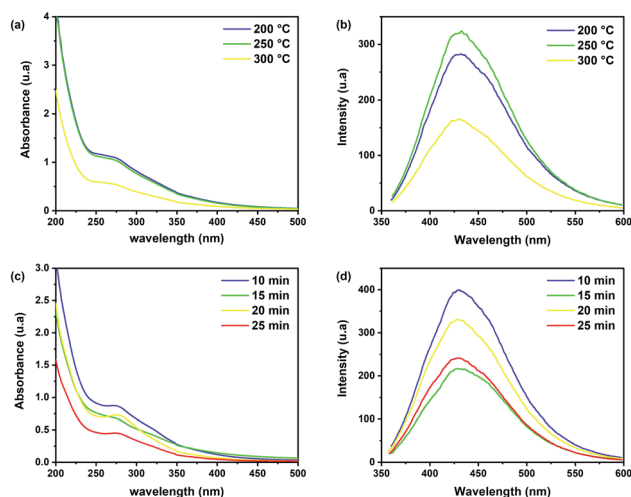 (a)
200 °C
250 °C
300 °C
4
3
2
1
0
Absorbance (u.a)
200 250 300 350 400 450 500
wavelength (nm)
(b)
200 °C
250 °C
300 °C
300
200
100
0
Intensity (u.a)
350 400 450 500 550 600
Wavelength (nm)
(c)
10 min
15 min
20 min
25 min
3.0
2.5
2.0
1.5
1.0
0.5
0.0
Absorbance (u.a)
200 250 300 350 400 450 500
wavelength (nm)
(d)
10 min
15 min
20 min
25 min
400
300
200
100
0
Intensity (u.a)
350 400 450 500 550 600
Wavelength (nm)